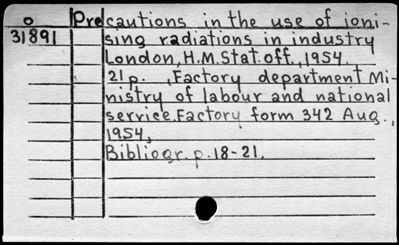 o Precautions in the use of ioni-
31891 sing radiations in industry
London, H.M. Stat. off., 1954.
21 p. , Factory department Mi-
nistry of labour and national
service. Factory form 342 Aug.,
1954,
Bibliogr. p. 18-21.